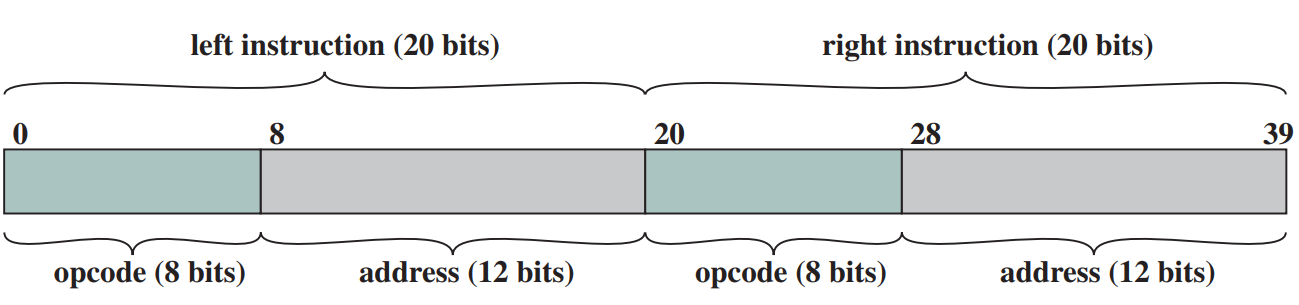 left instruction (20 bits) right instruction (20 bits)
0 8 20 28 39
opcode (8 bits) address (12 bits) opcode (8 bits) address (12 bits)